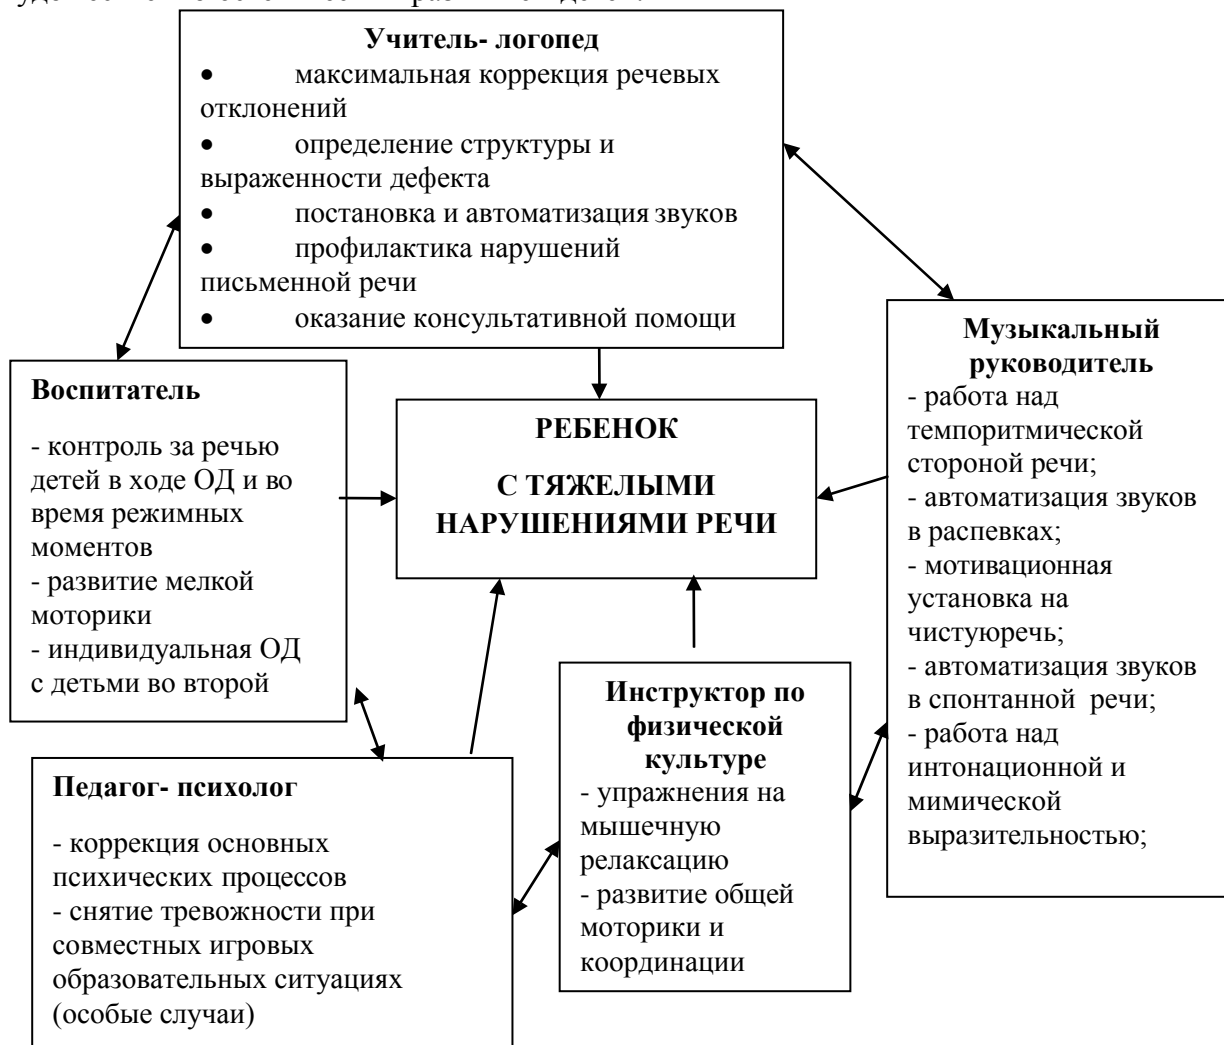 Учитель- логопед
• максимальная коррекция речевых
отклонений
• определение структуры и
выраженности дефекта
• постановка и автоматизация звуков
• профилактика нарушений
письменной речи
• оказание консультативной помощи
Воспитатель
- контроль за речью
детей в ходе ОД и во
время режимных
моментов
- развитие мелкой
моторики
- индивидуальная ОД
с детьми во второй
РЕБЕНОК
С ТЯЖЕЛЫМИ
НАРУШЕНИЯМИ РЕЧИ
Музыкальный
руководитель
- работа над
темпоритмической
стороной речи;
- автоматизация звуков
в распевках;
- мотивационная
установка на
чистуюречь;
- автоматизация звуков
в спонтанной речи;
- работа над
интонационной и
мимической
выразительностью;
Педагог- психолог
- коррекция основных
психических процессов
- снятие тревожности при
совместных игровых
образовательных ситуациях
(особые случаи)
Инструктор по
физической
культуре
- упражнения на
мышечную
релаксацию
- развитие общей
моторики и
координации